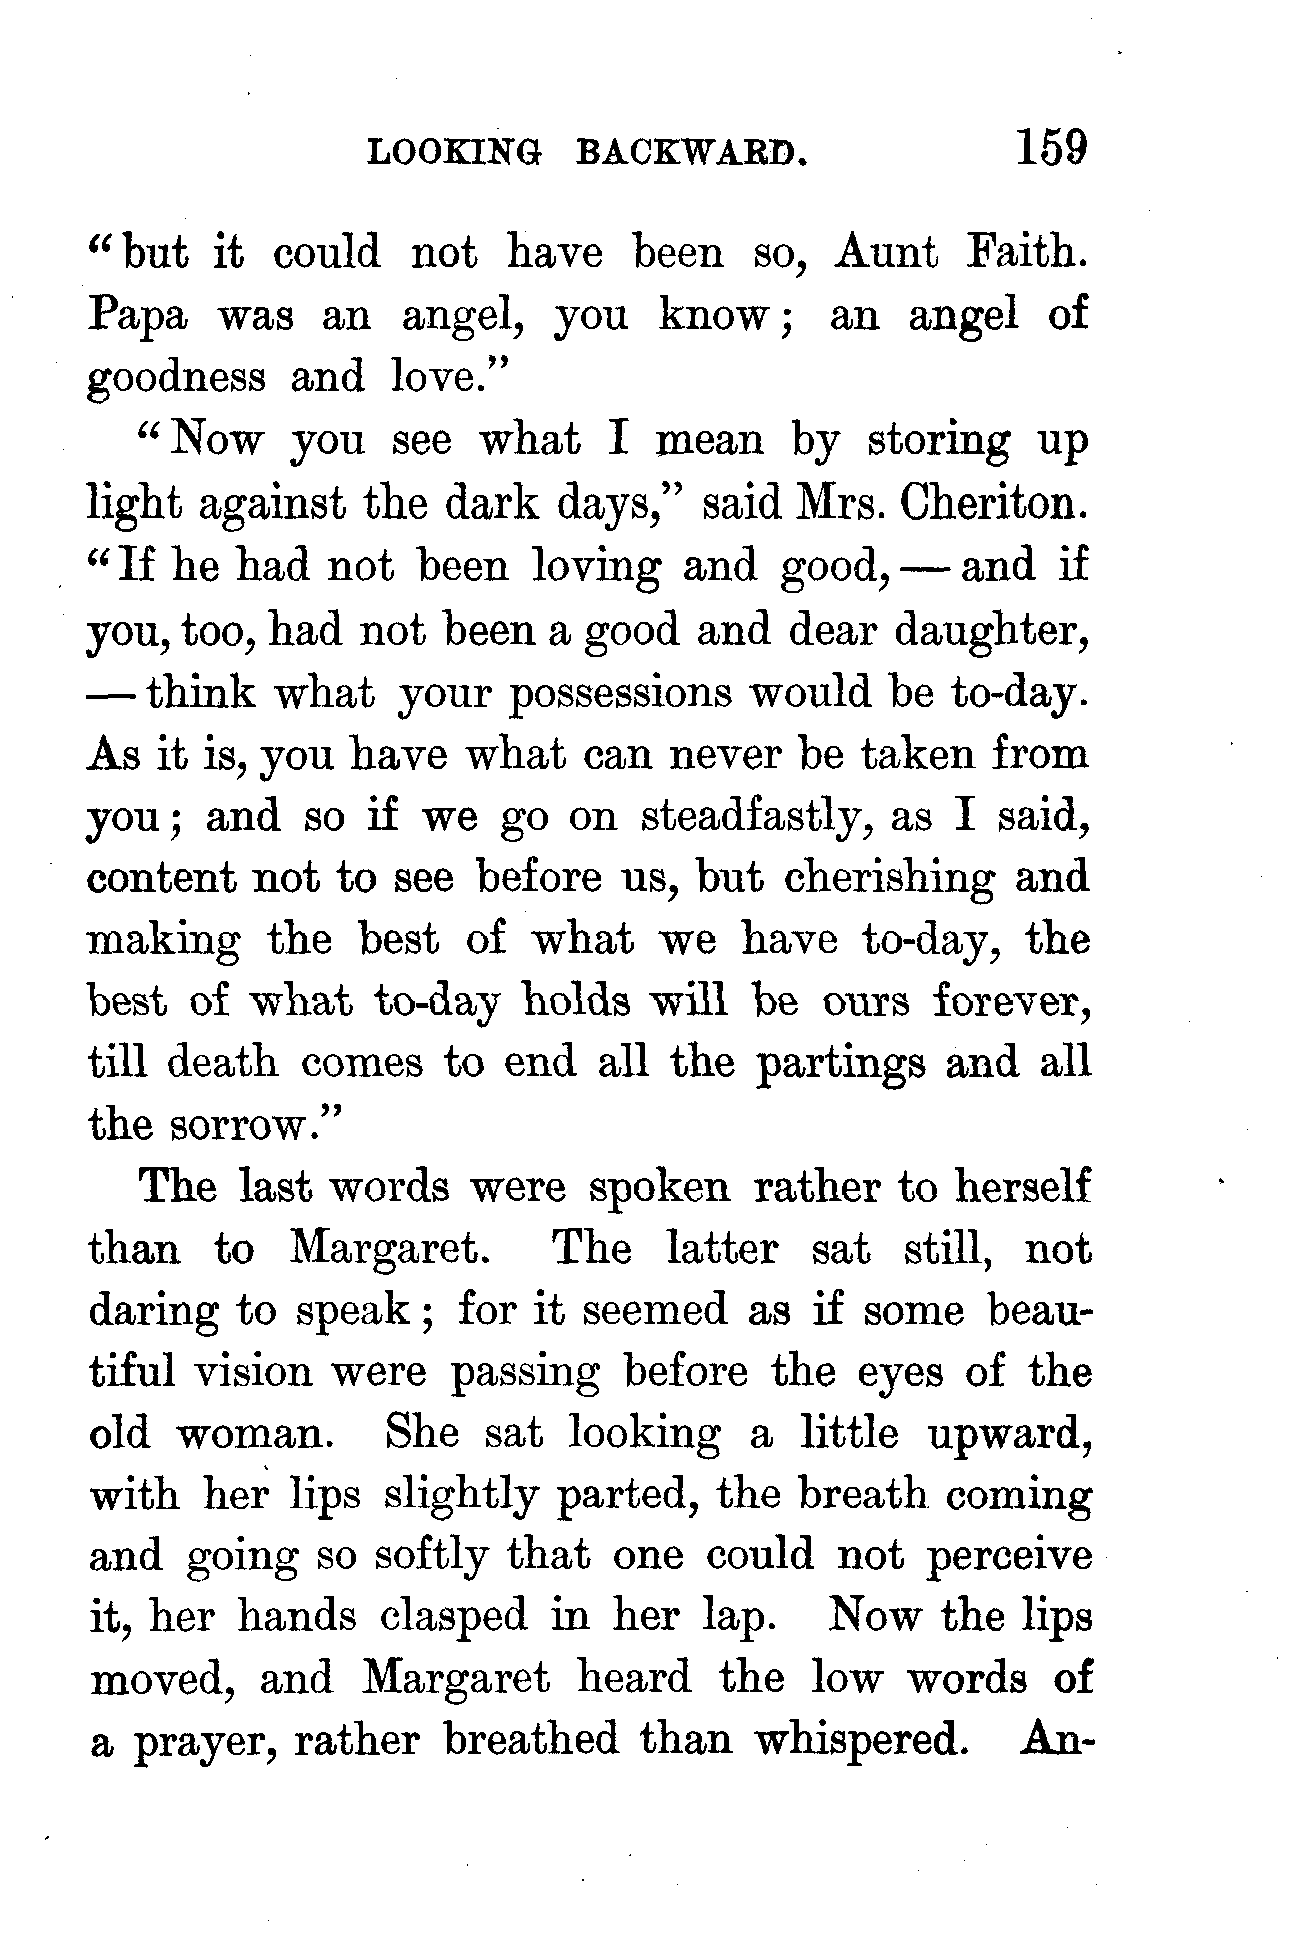 LOOKING BACKWARD. 159
“but it could not have been so, Aunt Faith.
Papa was an angel, you know; an angel of
goodness and love.”
“Now you see what I mean by storing up
light against the dark days,” said Mrs. Cheriton.
“If he had not been loving and good,—and if
you, too, had not been a good and dear daughter,
—think what your possessions would be to-day.
As it is, you have what can never be taken from
you; and so if we go on steadfastly, as I said,
content not to see before us, but cherishing and
making the best of what we have to-day, the
best of what to-day holds will be ours forever,
till death comes to end all the partings and all
the sorrow.”
The last words were spoken rather to herself
than to Margaret. The latter sat still, not
daring to speak; for it seemed as if some beau-
tiful vision were passing before the eyes of the
old woman. She sat looking a little upward,
with her lips slightly parted, the breath coming
and going so softly that one could not perceive
it, her hands clasped in her lap. Now the lips
moved, and Margaret heard the low words of
a prayer, rather breathed than whispered. An-